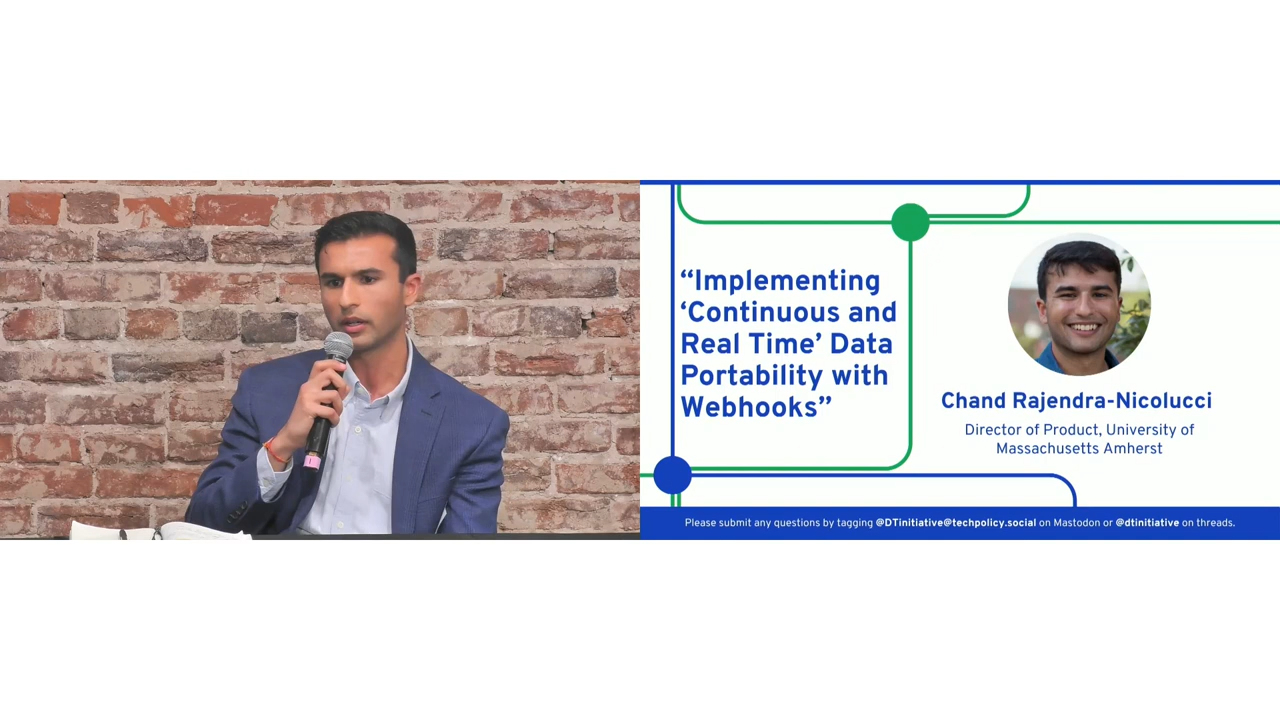 “Implementing
‘Continuous and
Real Time’ Data
Portability with
Webhooks”
Chand Rajendra-Nicolucci
Director of Product, University of
Massachusetts Amherst
Please submit any questions by tagging @DTinitiative@techpolicy.social on Mastodon or @dtinitiative on threads.